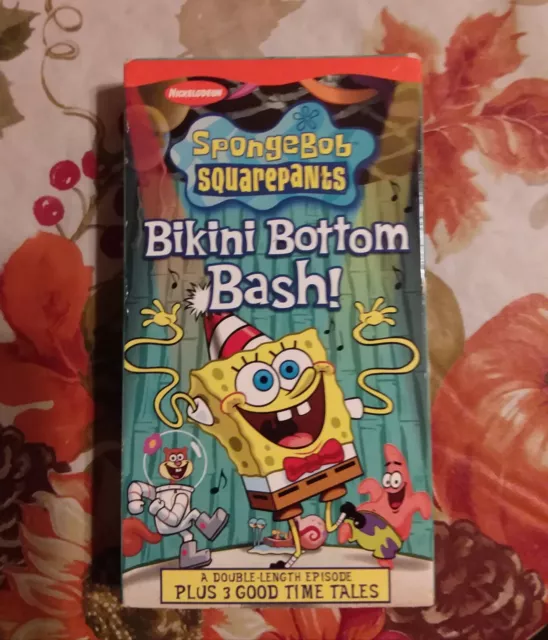 NICKELODEON
SpongeBob
SquarePants
Bikini Bottom
Bash!
A DOUBLE-LENGTH EPISODE
PLUS 3 GOOD TIME TALES